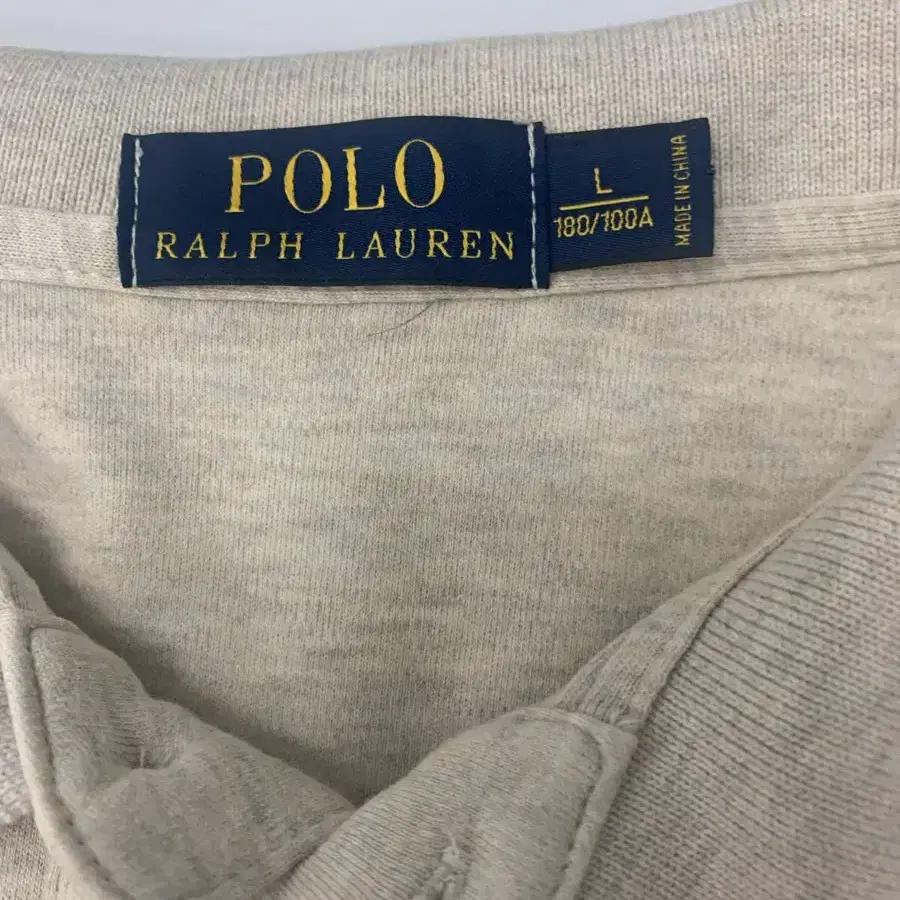 POLO
RALPH LAUREN
L
180/100A
MADE IN CHINA